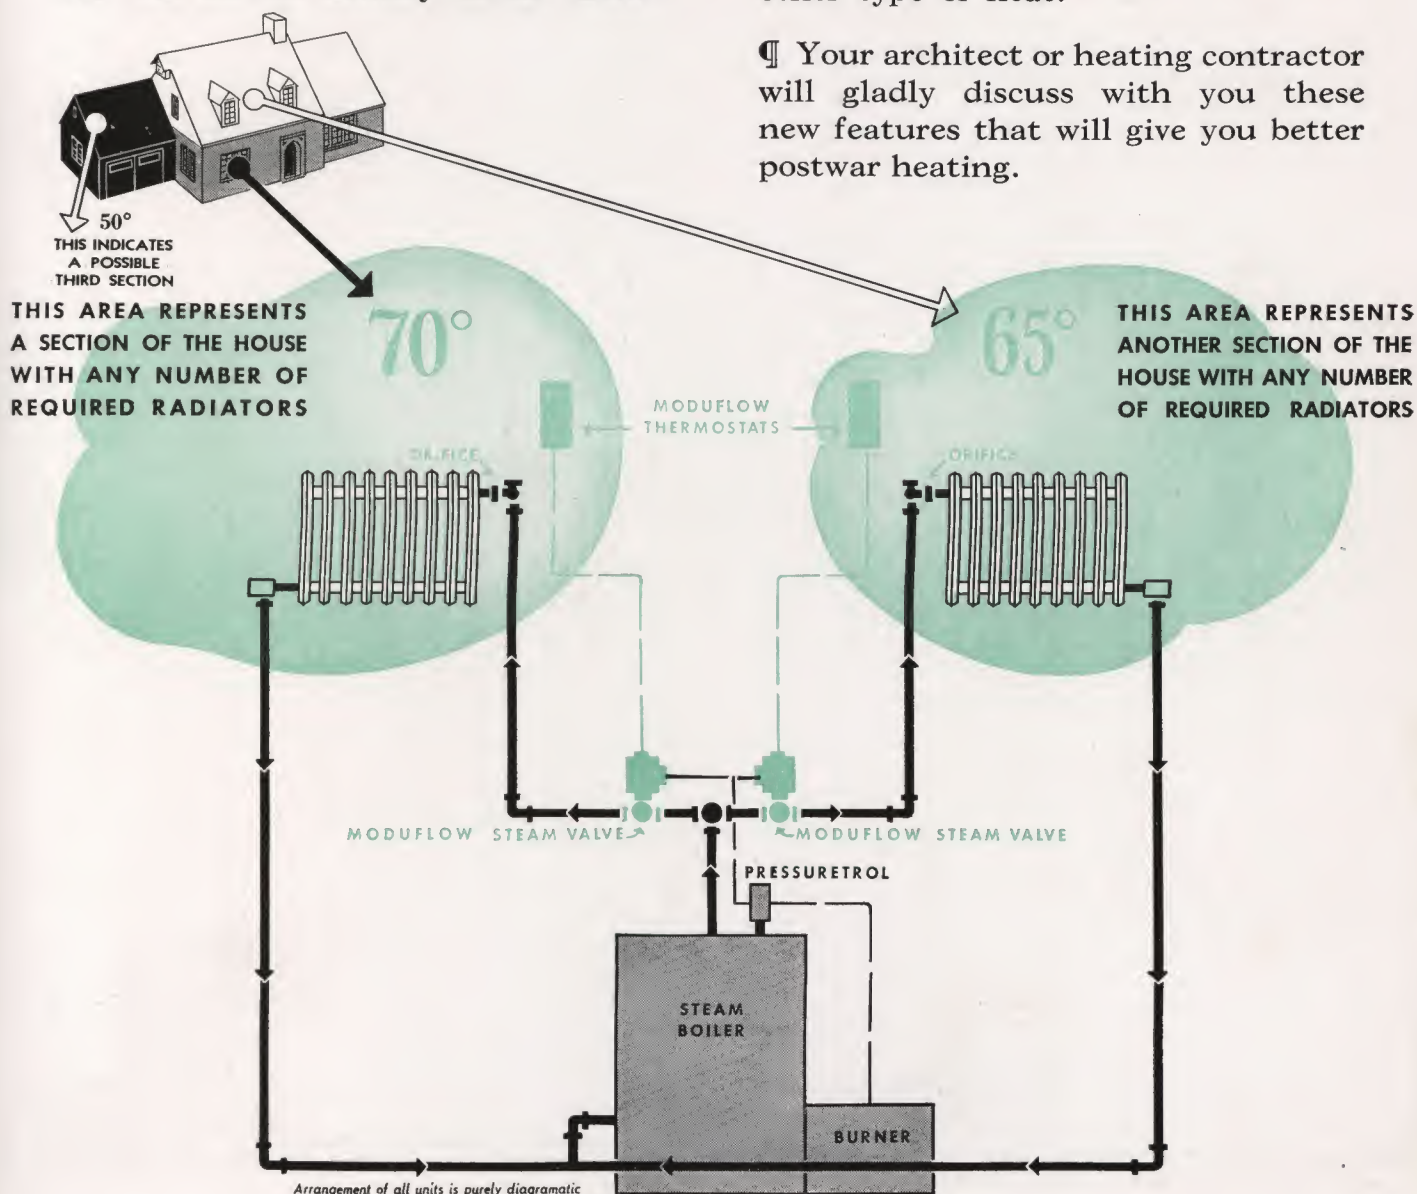 ¶ Your architect or heating contractor
will gladly discuss with you these
new features that will give you better
postwar heating.
50°
THIS INDICATES
A POSSIBLE
THIRD SECTION
THIS AREA REPRESENTS
A SECTION OF THE HOUSE
WITH ANY NUMBER OF
REQUIRED RADIATORS
70°
65°
THIS AREA REPRESENTS
ANOTHER SECTION OF THE
HOUSE WITH ANY NUMBER
OF REQUIRED RADIATORS
MODUFLOW
THERMOSTATS
ORIFICE
ORIFICE
MODUFLOW STEAM VALVE
MODUFLOW STEAM VALVE
PRESSURETROL
STEAM
BOILER
BURNER
Arrangement of all units is purely diagramatic